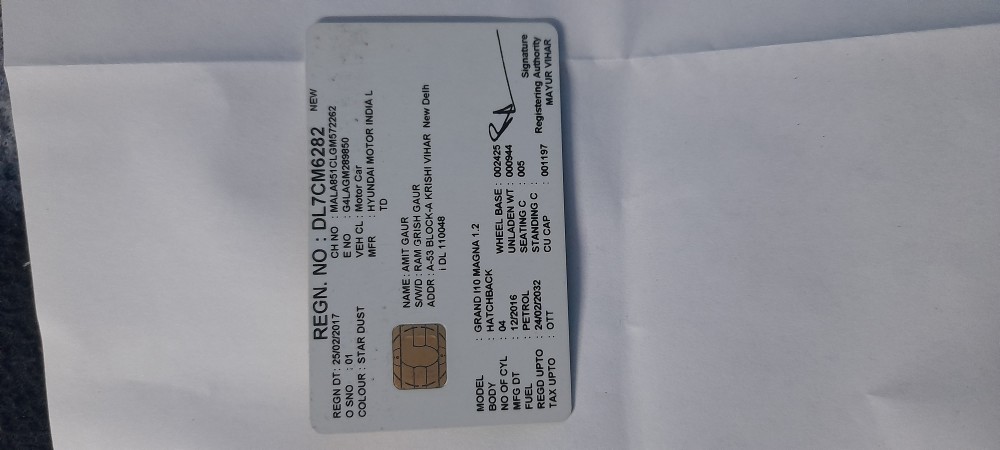 REGN. NO : DL7CM6282 NEW
REGN DT : 25/02/2017 CH NO : MALA851CLGM572262
O SNO : 01 E NO : G4LAGM289850
COLOUR : STAR DUST VEH CL : Motor Car
MFR : HYUNDAI MOTOR INDIA L
TD
NAME : AMIT GAUR
S/W/D : RAM GRISH GAUR
ADDR : A-53 BLOCK-A KRISHI VIHAR New Delh
i DL 110048
MODEL : GRAND I10 MAGNA 1.2
BODY : HATCHBACK WHEEL BASE : 002425
NO OF CYL : 04 UNLADEN WT : 000944
MFG DT : 12/2016 SEATING C : 005
FUEL : PETROL STANDING C :
REGD UPTO : 24/02/2032 CU CAP : 001197
TAX UPTO : OTT
Signature
Registering Authority
MAYUR VIHAR